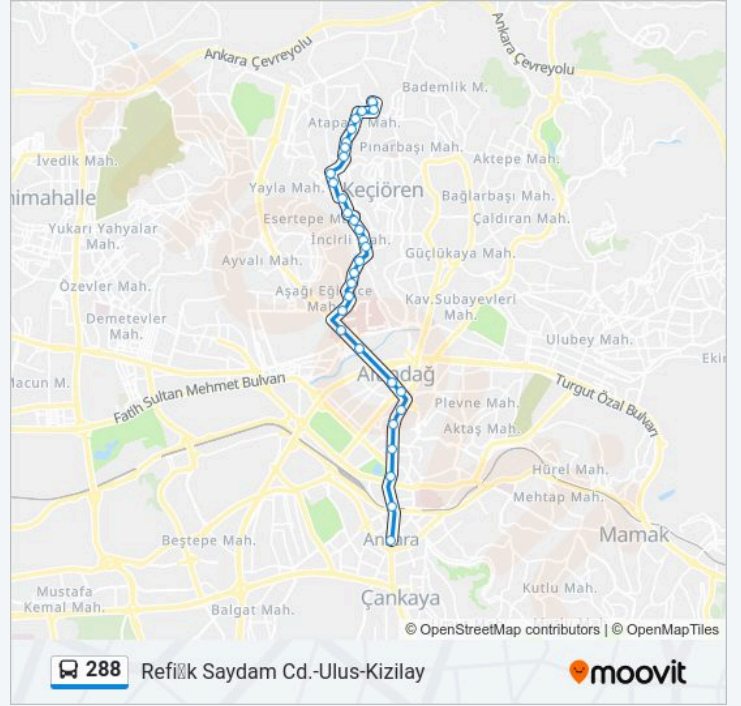 Ankara Çevreyolu
Ankara Çevreyolu
Bademlik M.
Atapark Mah.
Pınarbaşı Mah.
Aktepe Mah.
İvedik Mah.
Yayla Mah.
Keçiören
Bağlarbaşı Mah.
nimahalle
Esertepe M
Çaldıran Mah.
Yukarı Yahyalar
Mah.
İncirli Mah.
Güçlükaya Mah.
Ayvalı Mah.
Özevler Mah.
Aşağı Eğlence
Mah.
Kav.Subayevleri
Mah.
Demetevler
Mah.
Ulubey Mah.
Ekin
Macun M.
Altındağ
Fatih Sultan Mehmet Bulvarı
Plevne Mah.
Turgut Özal Bulvarı
Aktaş Mah.
Hürel Mah.
Mehtap Mah.
Beştepe Mah.
Ankara
Mamak
Mustafa
Kemal Mah.
Balgat Mah.
Çankaya
Kutlu Mah.
© OpenStreetMap contributors | © OpenMapTiles
288 Refi▯k Saydam Cd.-Ulus-Kizilay
moovit